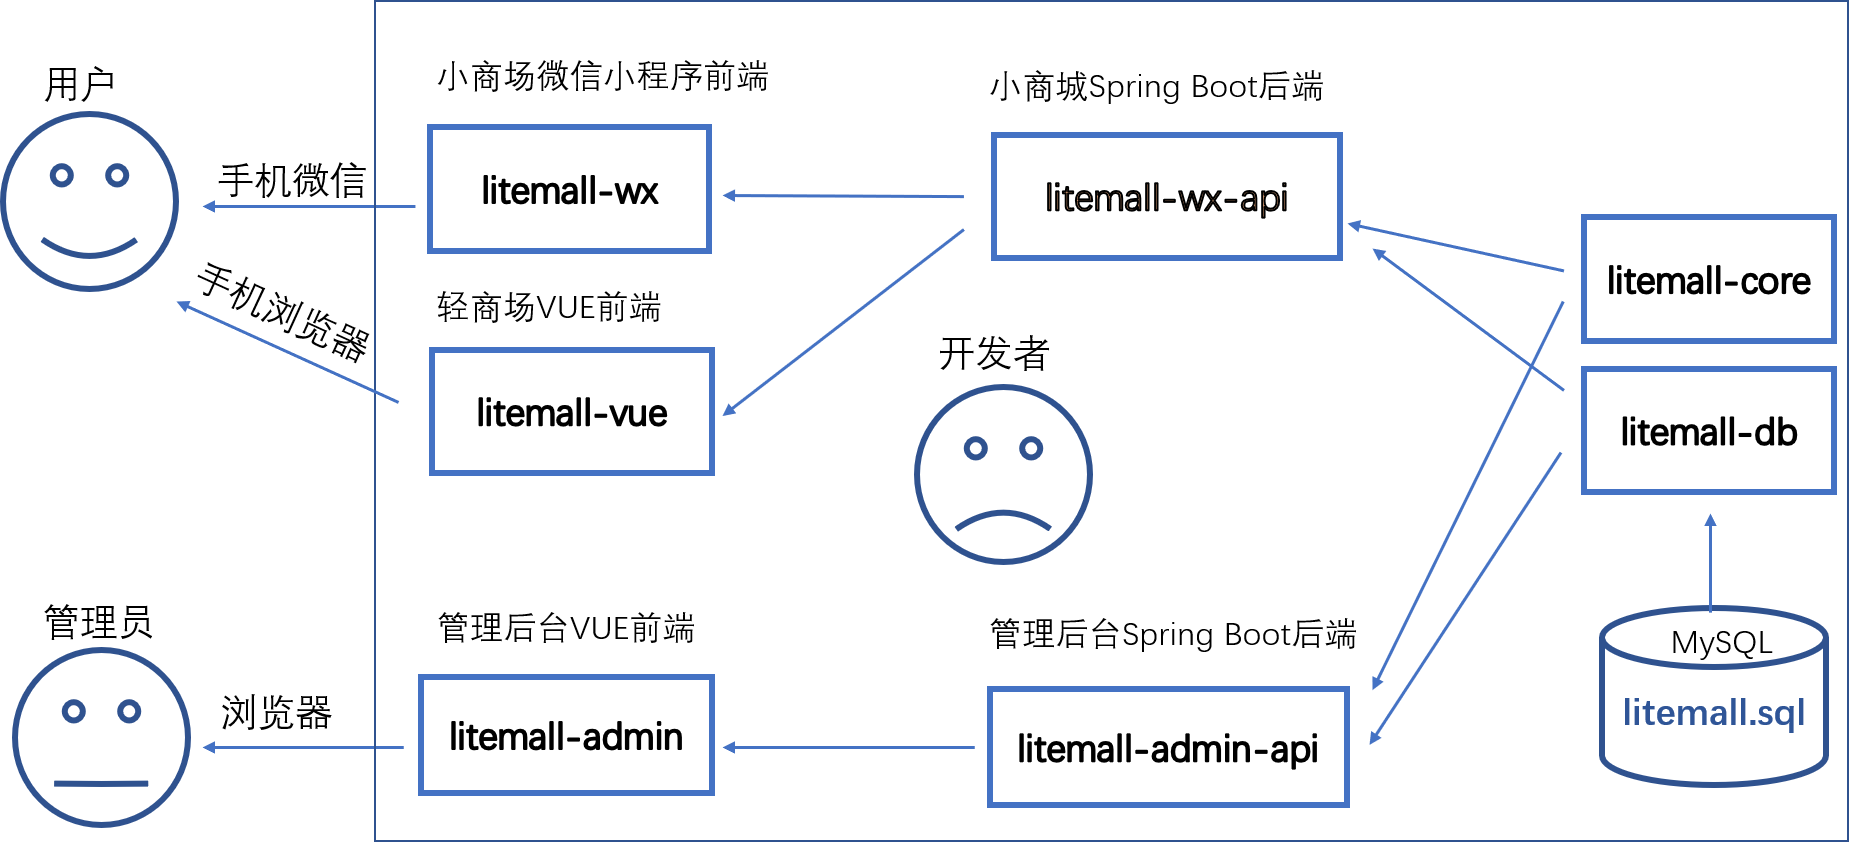 用户
手机微信
手机浏览器
小商场微信小程序前端
litemall-wx
轻商场VUE前端
litemall-vue
小商城Spring Boot后端
litemall-wx-api
开发者
litemall-core
litemall-db
MySQL
litemall.sql
管理员
浏览器
管理后台VUE前端
litemall-admin
管理后台Spring Boot后端
litemall-admin-api